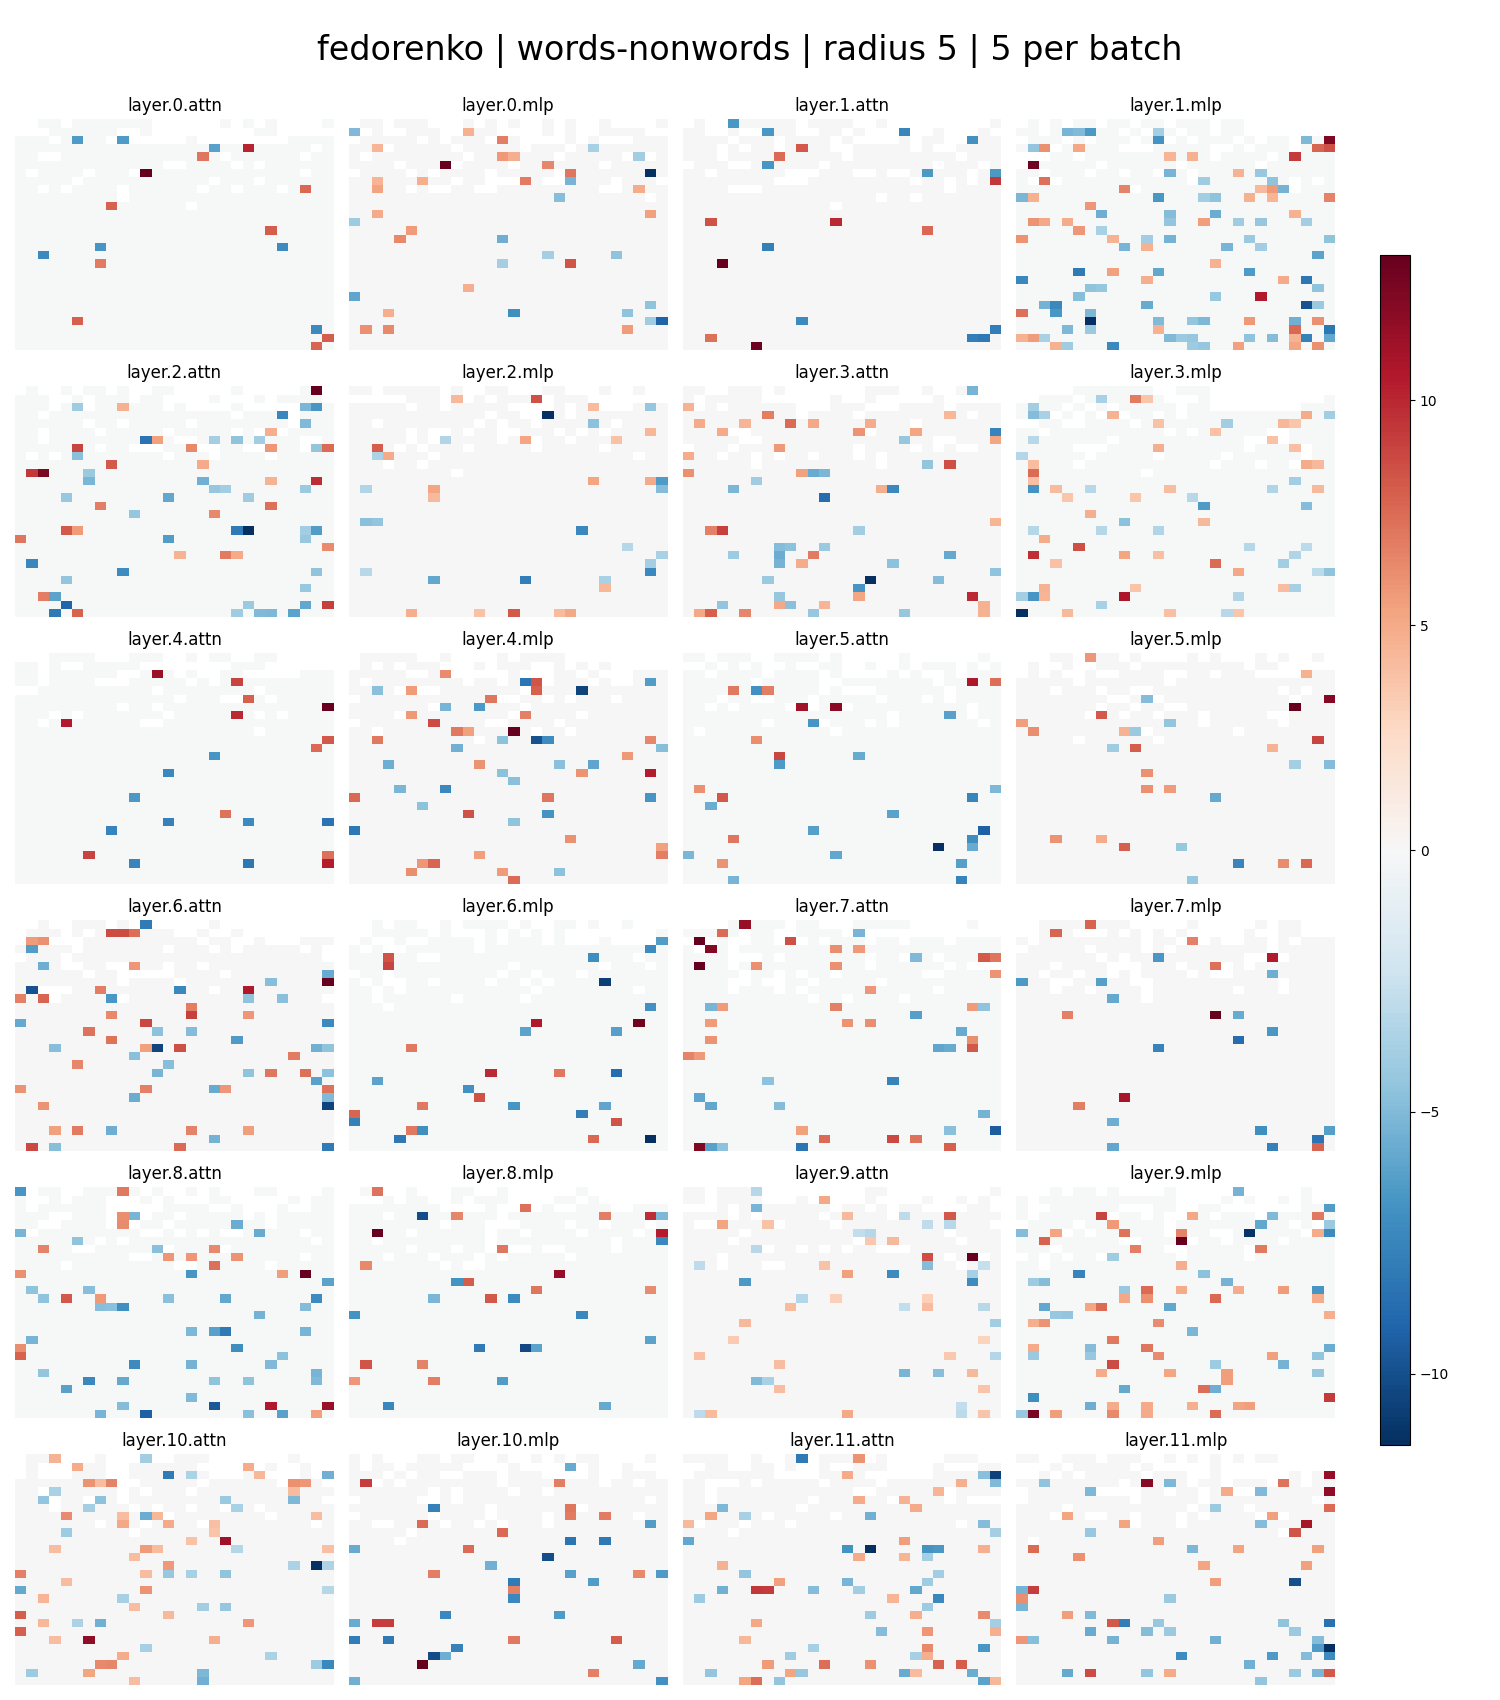 fedorenko | words-nonwords | radius 5 | 5 per batch
layer.0.attn
layer.0.mlp
layer.1.attn
layer.1.mlp
layer.2.attn
layer.2.mlp
layer.3.attn
layer.3.mlp
layer.4.attn
layer.4.mlp
layer.5.attn
layer.5.mlp
layer.6.attn
layer.6.mlp
layer.7.attn
layer.7.mlp
layer.8.attn
layer.8.mlp
layer.9.attn
layer.9.mlp
layer.10.attn
layer.10.mlp
layer.11.attn
layer.11.mlp
10
5
0
−5
−10